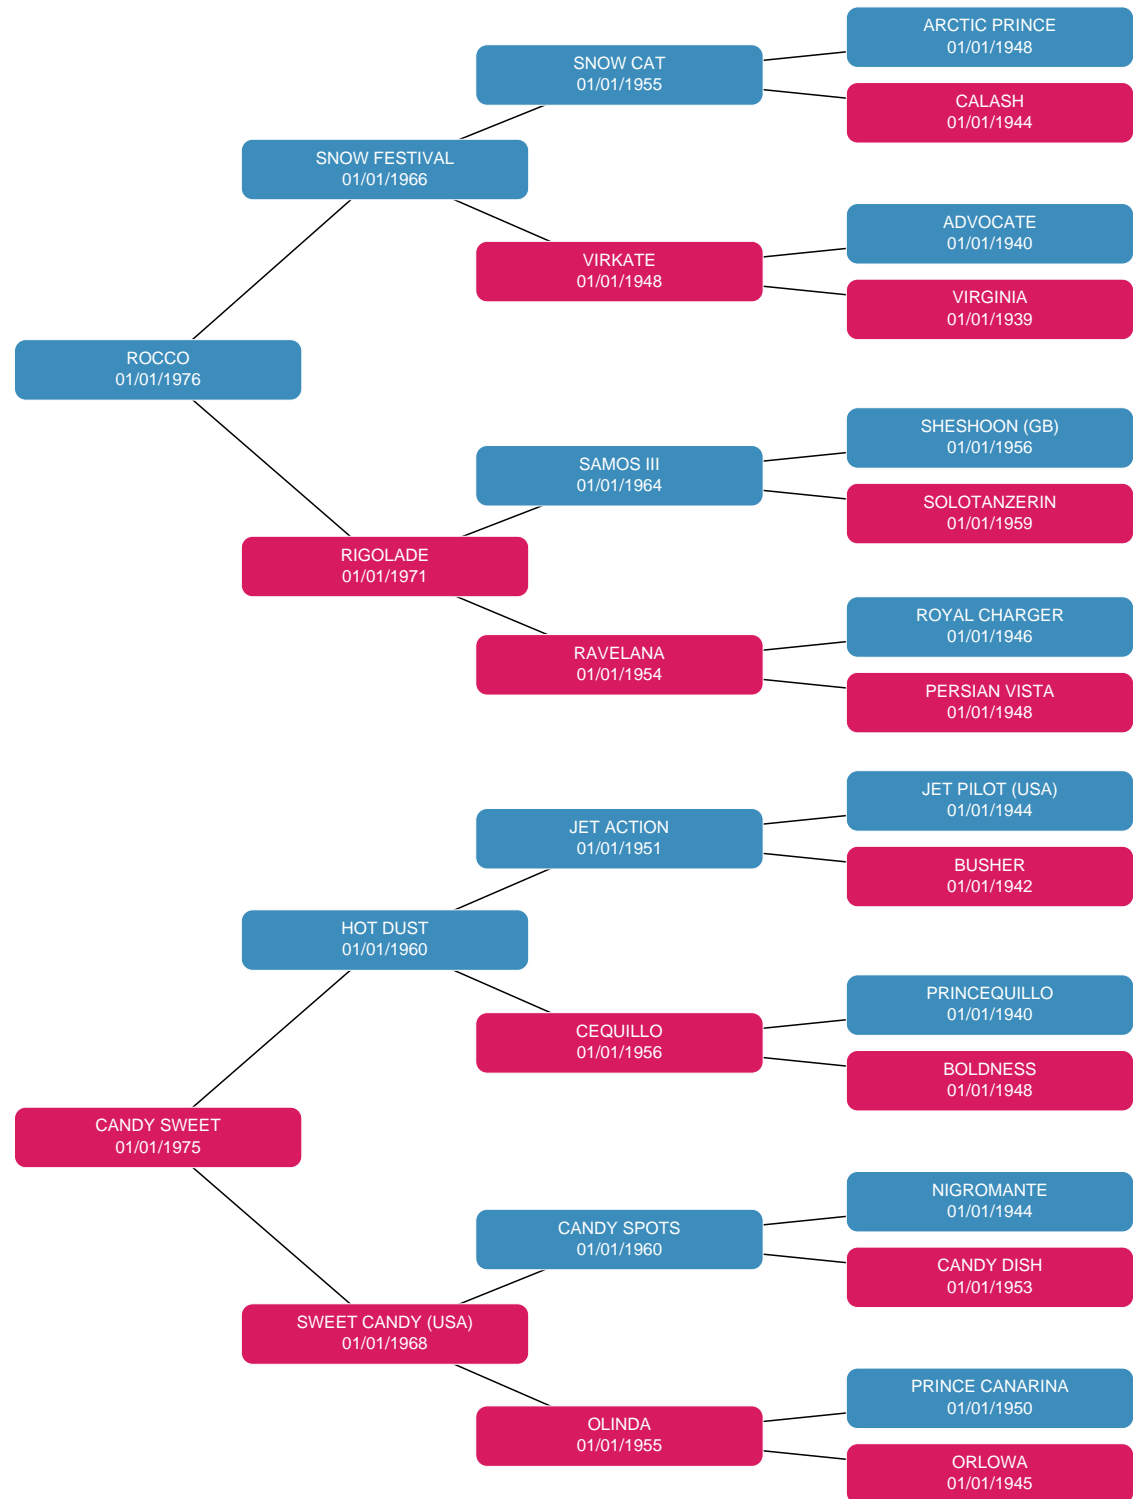 ARCTIC PRINCE
01/01/1948
SNOW CAT
01/01/1955
CALASH
01/01/1944
SNOW FESTIVAL
01/01/1966
ADVOCATE
01/01/1940
VIRKATE
01/01/1948
VIRGINIA
01/01/1939
ROCCO
01/01/1976
SHESHOON (GB)
01/01/1956
SAMOS III
01/01/1964
SOLOTANZERIN
01/01/1959
RIGOLADE
01/01/1971
ROYAL CHARGER
01/01/1946
RAVELANA
01/01/1954
PERSIAN VISTA
01/01/1948
JET PILOT (USA)
01/01/1944
JET ACTION
01/01/1951
BUSHER
01/01/1942
HOT DUST
01/01/1960
PRINCEQUILLO
01/01/1940
CEQUILLO
01/01/1956
BOLDNESS
01/01/1948
CANDY SWEET
01/01/1975
NIGROMANTE
01/01/1944
CANDY SPOTS
01/01/1960
CANDY DISH
01/01/1953
SWEET CANDY (USA)
01/01/1968
PRINCE CANARINA
01/01/1950
OLINDA
01/01/1955
ORLOWA
01/01/1945